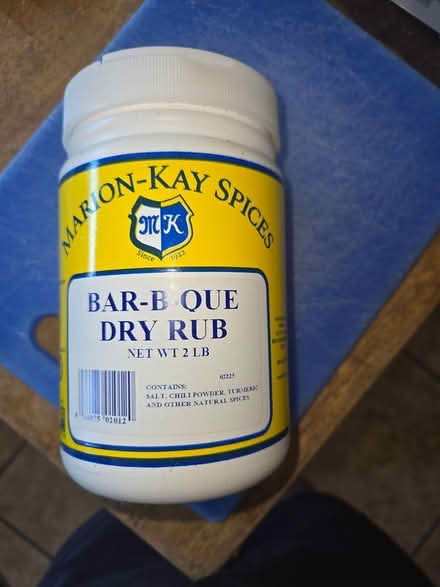 MARION-KAY SPICES
MK
Since 1922
BAR-B-QUE
DRY RUB
NET WT 2 LB
02225
CONTAINS:
SALT, CHILI POWDER, TURMERIC
AND OTHER NATURAL SPICES